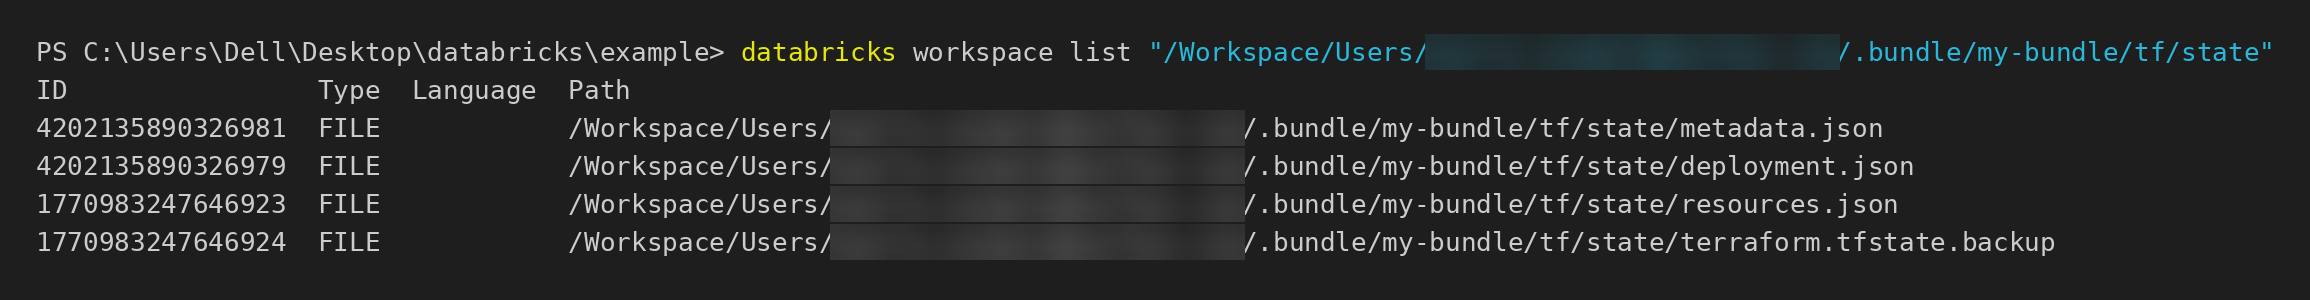 PS C:\Users\Dell\Desktop\databricks\example> databricks workspace list "/Workspace/Users/ /.bundle/my-bundle/tf/state"
ID Type Language Path
4202135890326981 FILE /Workspace/Users/ /.bundle/my-bundle/tf/state/metadata.json
4202135890326979 FILE /Workspace/Users/ /.bundle/my-bundle/tf/state/deployment.json
1770983247646923 FILE /Workspace/Users/ /.bundle/my-bundle/tf/state/resources.json
1770983247646924 FILE /Workspace/Users/ /.bundle/my-bundle/tf/state/terraform.tfstate.backup